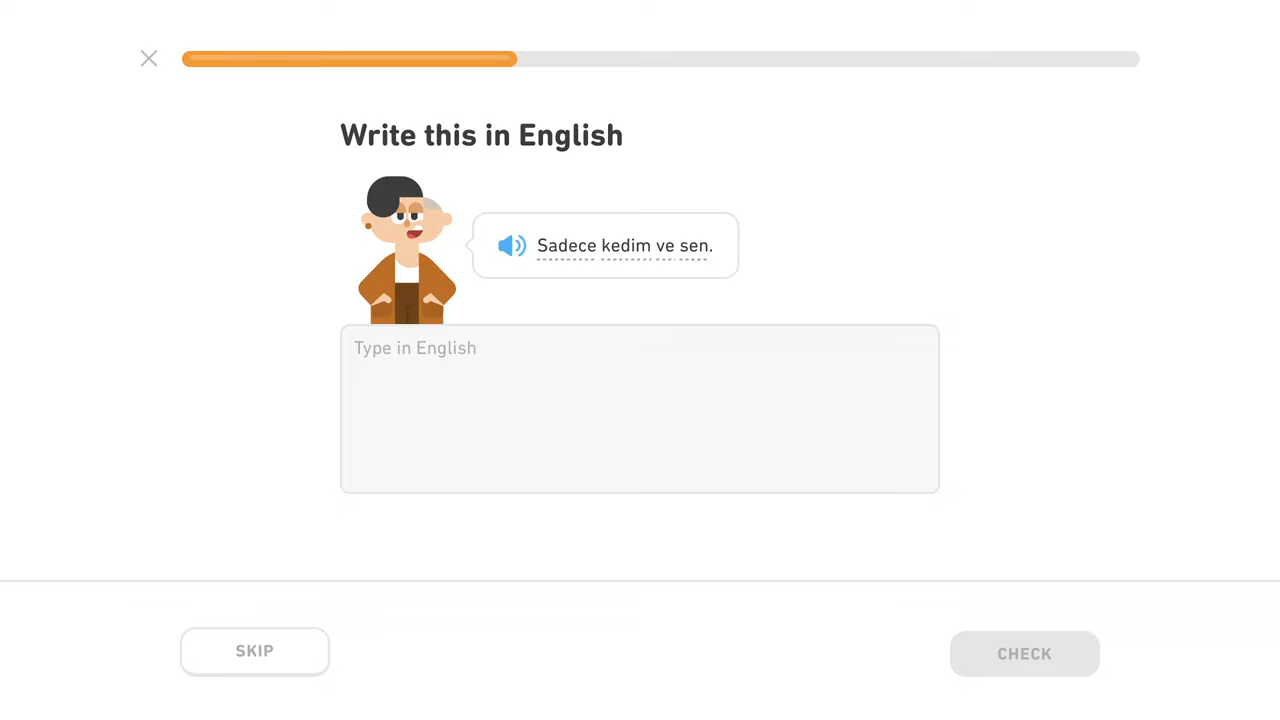 Write this in English
Sadece kedim ve sen.
Type in English
SKIP
CHECK